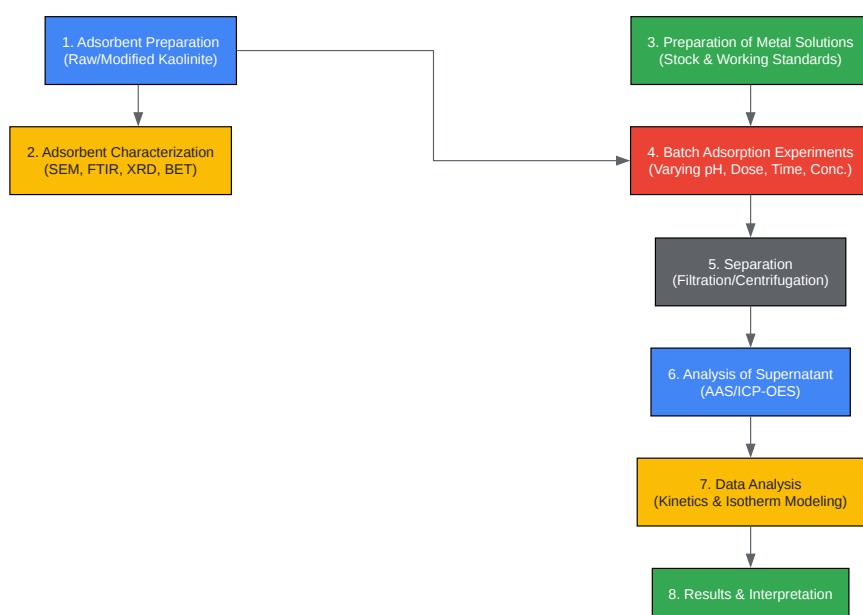 1. Adsorbent Preparation
(Raw/Modified Kaolinite)
2. Adsorbent Characterization
(SEM, FTIR, XRD, BET)
3. Preparation of Metal Solutions
(Stock & Working Standards)
4. Batch Adsorption Experiments
(Varying pH, Dose, Time, Conc.)
5. Separation
(Filtration/Centrifugation)
6. Analysis of Supernatant
(AAS/ICP-OES)
7. Data Analysis
(Kinetics & Isotherm Modeling)
8. Results & Interpretation